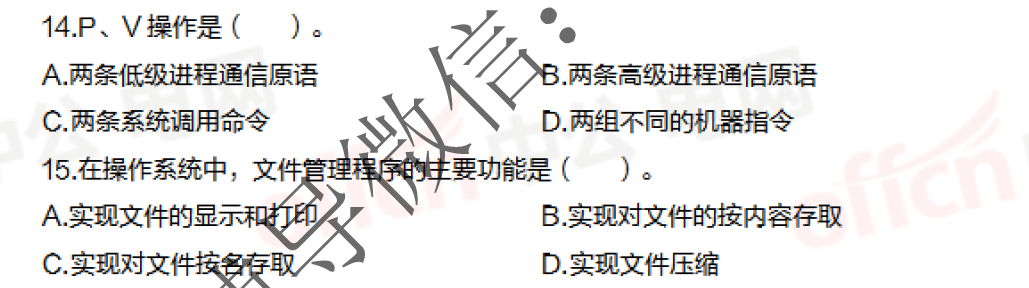 14.P、V 操作是（　　）。
A.两条低级进程通信原语　　B.两条高级进程通信原语
C.两条系统调用命令　　D.两组不同的机器指令
15.在操作系统中，文件管理程序的主要功能是（　　）。
A.实现文件的显示和打印　　B.实现对文件的按内容存取
C.实现对文件按名存取　　D.实现文件压缩
导微信：
offcn
中公
offcn